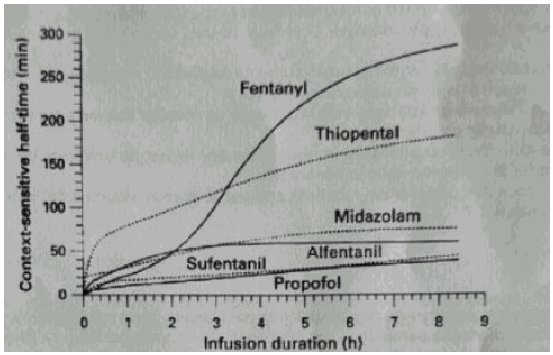 Context-sensitive half-time (min)
300
250
200
150
100
50
0
Fentanyl
Thiopental
Midazolam
Alfentanil
Sufentanil
Propofol
0 1 2 3 4 5 6 7 8 9
Infusion duration (h)